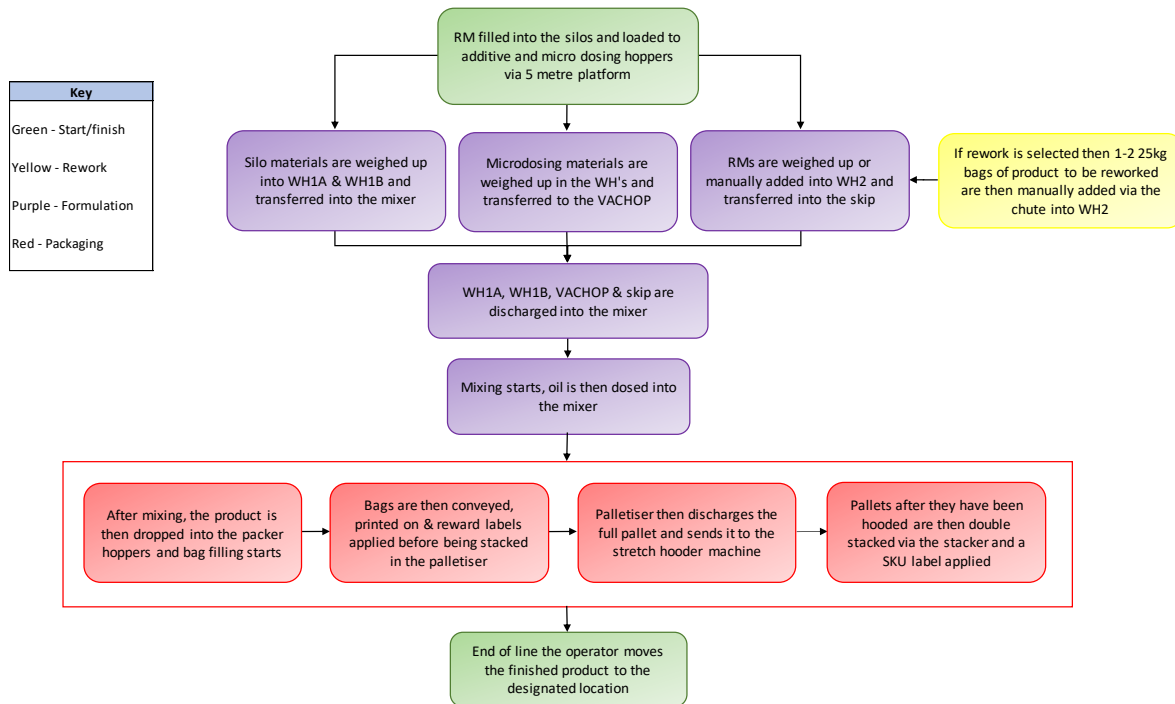 RM filled into the silos and loaded to
additive and micro dosing hoppers
via 5 metre platform
Key
Green - Start/finish
Yellow - Rework
Purple - Formulation
Red - Packaging
Silo materials are weighed up
into WH1A & WH1B and
transferred into the mixer
Microdosing materials are
weighed up in the WH's and
transferred to the VACHOP
RMs are weighed up or
manually added into WH2 and
transferred into the skip
If rework is selected then 1-2 25kg
bags of product to be reworked
are then manually added via the
chute into WH2
WH1A, WH1B, VACHOP & skip are
discharged into the mixer
Mixing starts, oil is then dosed into
the mixer
After mixing, the product is
then dropped into the packer
hoppers and bag filling starts
Bags are then conveyed,
printed on & reward labels
applied before being stacked
in the palletiser
Palletiser then discharges the
full pallet and sends it to the
stretch hooder machine
Pallets after they have been
hooded are then double
stacked via the stacker and a
SKU label applied
End of line the operator moves
the finished product to the
designated location